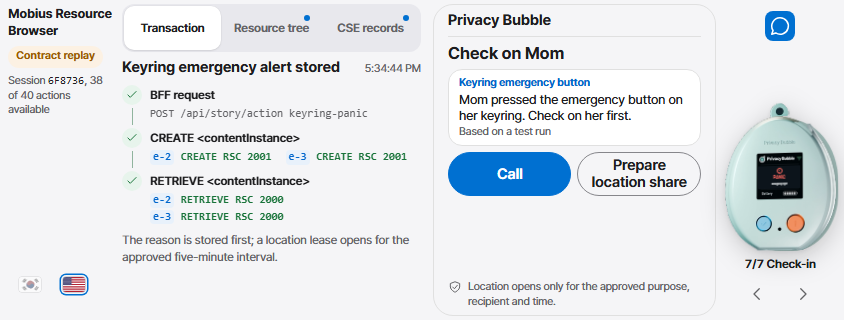 Mobius Resource
Browser
Contract replay
Session 6F8736, 38
of 40 actions
available
Transaction
Resource tree
CSE records
Keyring emergency alert stored
5:34:44 PM
BFF request
POST /api/story/action keyring-panic
CREATE <contentInstance>
e-2 CREATE RSC 2001 e-3 CREATE RSC 2001
RETRIEVE <contentInstance>
e-2 RETRIEVE RSC 2000
e-3 RETRIEVE RSC 2000
The reason is stored first; a location lease opens for the
approved five-minute interval.
Privacy Bubble
Check on Mom
Keyring emergency button
Mom pressed the emergency button on
her keyring. Check on her first.
Based on a test run
Call
Prepare
location share
Location opens only for the approved purpose,
recipient and time.
Privacy Bubble
7/7 Check-in